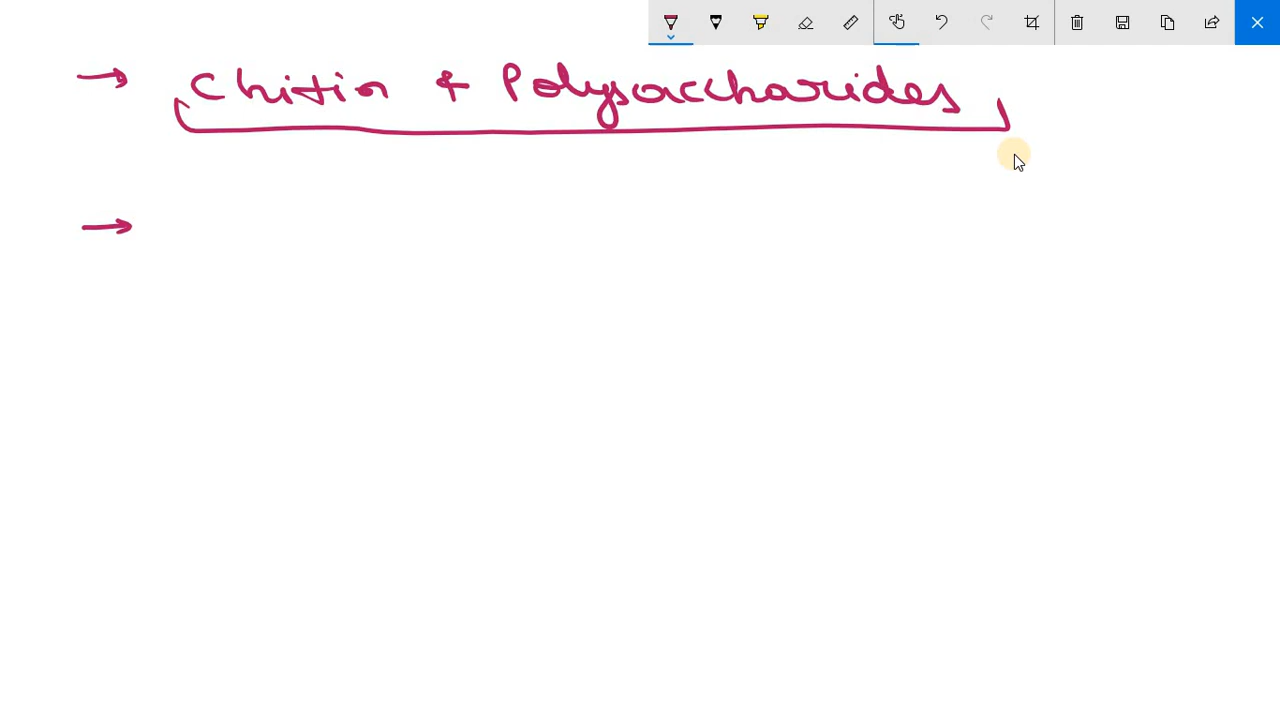 → Chitin & Polysaccharides
→